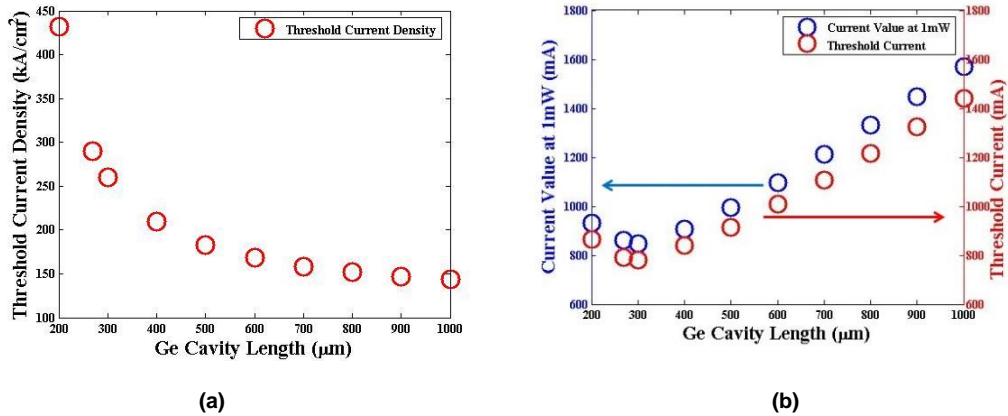 Threshold Current Density (kA/cm²)
450
400
350
300
250
200
150
100
Threshold Current Density
200 300 400 500 600 700 800 900 1000
Ge Cavity Length (μm)
(a)
Current Value at 1mW (mA)
1800
1600
1400
1200
1000
800
600
Current Value at 1mW
Threshold Current
1800
1600
1400
1200
1000
800
600
Threshold Current (mA)
200 300 400 500 600 700 800 900 1000
Ge Cavity Length (μm)
(b)